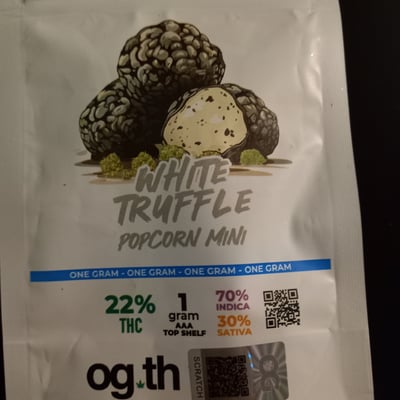 WHITE
TRUFFLE
POPCORN MINI
ONE GRAM - ONE GRAM - ONE GRAM - ONE GRAM
22%
THC
1
gram
AAA
TOP SHELF
70%
INDICA
30%
SATIVA
og.th
SCRATCH